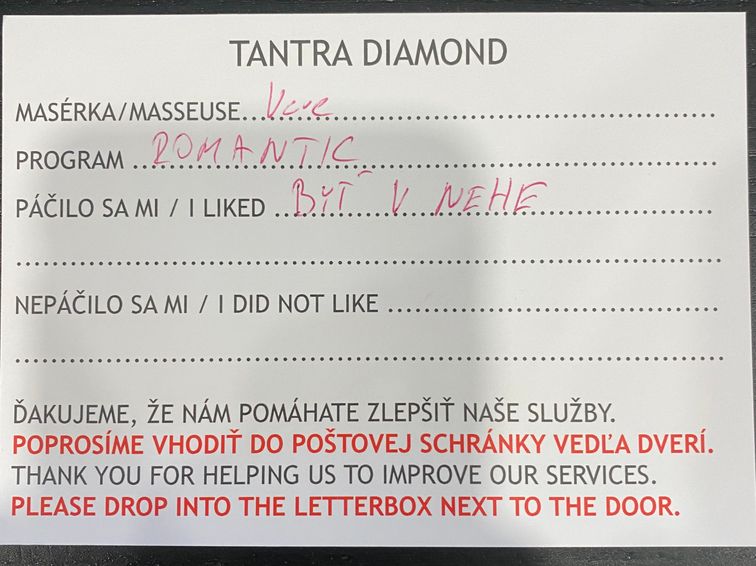 TANTRA DIAMOND
MASÉRKA/MASSEUSE..................................................
PROGRAM ROMANTIC
PÁČILO SA MI / I LIKED BIŤ V NEHE
NEPÁČILO SA MI / I DID NOT LIKE ..................................
ĎAKUJEME, ŽE NÁM POMÁHATE ZLEPŠIŤ NAŠE SLUŽBY.
POPROSÍME VHODIŤ DO POŠTOVEJ SCHRÁNKY VEDĽA DVERÍ.
THANK YOU FOR HELPING US TO IMPROVE OUR SERVICES.
PLEASE DROP INTO THE LETTERBOX NEXT TO THE DOOR.